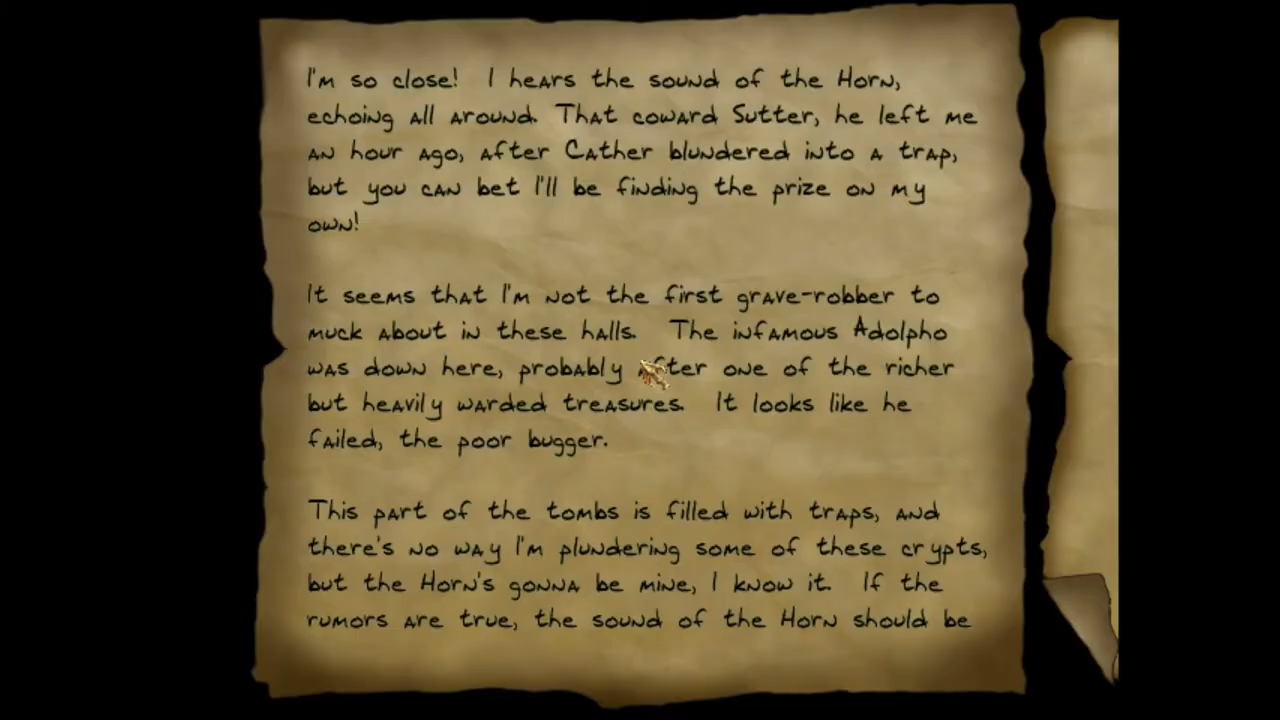 I'm so close!  I hears the sound of the Horn,
echoing all around. That coward Sutter, he left me
an hour ago, after Cather blundered into a trap,
but you can bet I'll be finding the prize on my
own!
It seems that I'm not the first grave-robber to
muck about in these halls.  The infamous Adolpho
was down here, probably after one of the richer
but heavily warded treasures.  It looks like he
failed, the poor bugger.
This part of the tombs is filled with traps, and
there's no way I'm plundering some of these crypts,
but the Horn's gonna be mine, I know it.  If the
rumors are true, the sound of the Horn should be